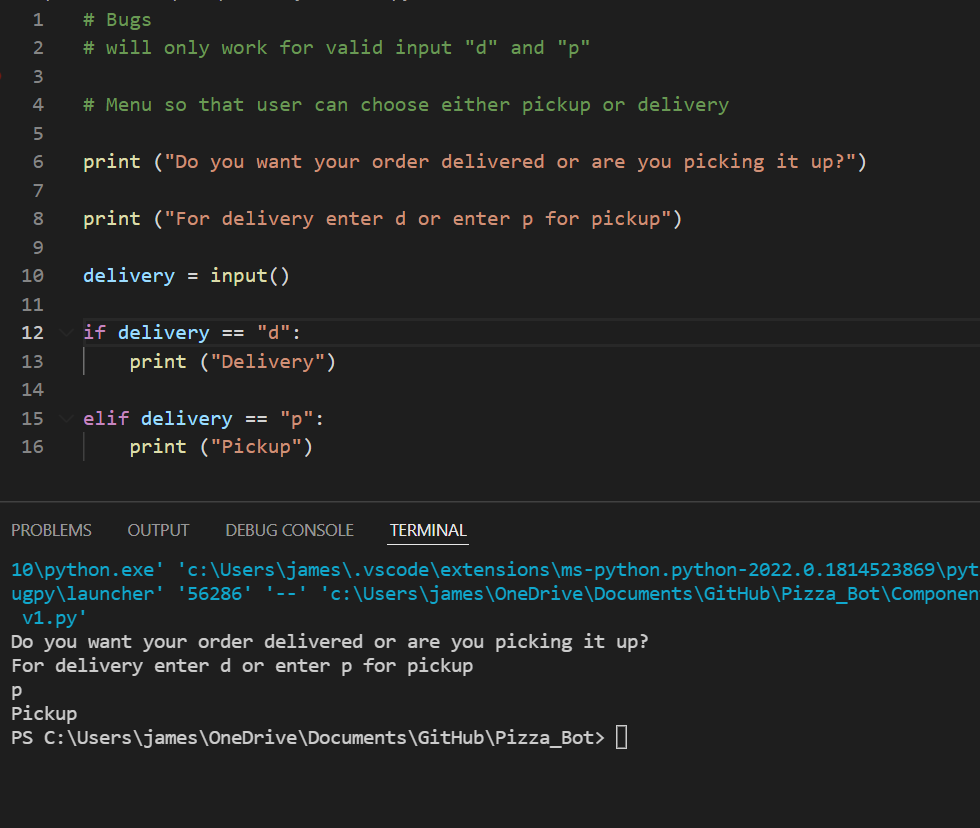 1 # Bugs
2 # will only work for valid input "d" and "p"
3
4 # Menu so that user can choose either pickup or delivery
5
6 print ("Do you want your order delivered or are you picking it up?")
7
8 print ("For delivery enter d or enter p for pickup")
9
10 delivery = input()
11
12 if delivery == "d":
13     print ("Delivery")
14
15 elif delivery == "p":
16     print ("Pickup")
PROBLEMS OUTPUT DEBUG CONSOLE TERMINAL
10\python.exe' 'c:\Users\james\.vscode\extensions\ms-python.python-2022.0.1814523869\pyt
ugpy\launcher' '56286' '--' 'c:\Users\james\OneDrive\Documents\GitHub\Pizza_Bot\Componen
v1.py'
Do you want your order delivered or are you picking it up?
For delivery enter d or enter p for pickup
p
Pickup
PS C:\Users\james\OneDrive\Documents\GitHub\Pizza_Bot>